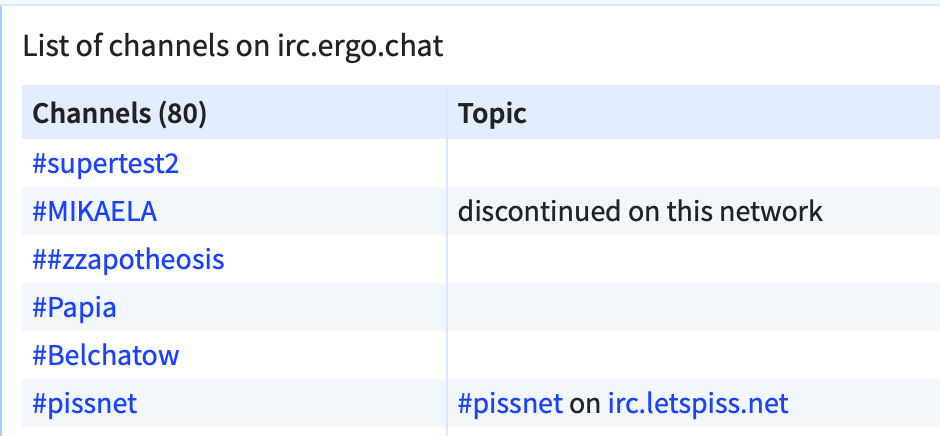 List of channels on irc.ergo.chat
Channels (80) Topic
#supertest2
#MIKAELA discontinued on this network
##zzapotheosis
#Papia
#Belchatow
#pissnet #pissnet on irc.letspiss.net